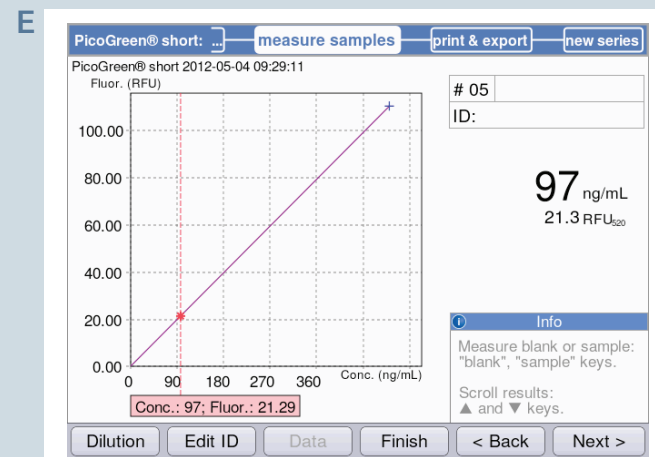 E
PicoGreen® short: ...
measure samples
print & export
new series
PicoGreen® short 2012-05-04 09:29:11
Fluor. (RFU)
# 05
ID:
100.00
80.00
60.00
40.00
20.00
0.00
0 90 180 270 360 Conc. (ng/mL)
Conc.: 97; Fluor.: 21.29
97 ng/mL
21.3 RFU520
Info
Measure blank or sample:
"blank", "sample" keys.
Scroll results:
▲ and ▼ keys.
Dilution
Edit ID
Data
Finish
< Back
Next >